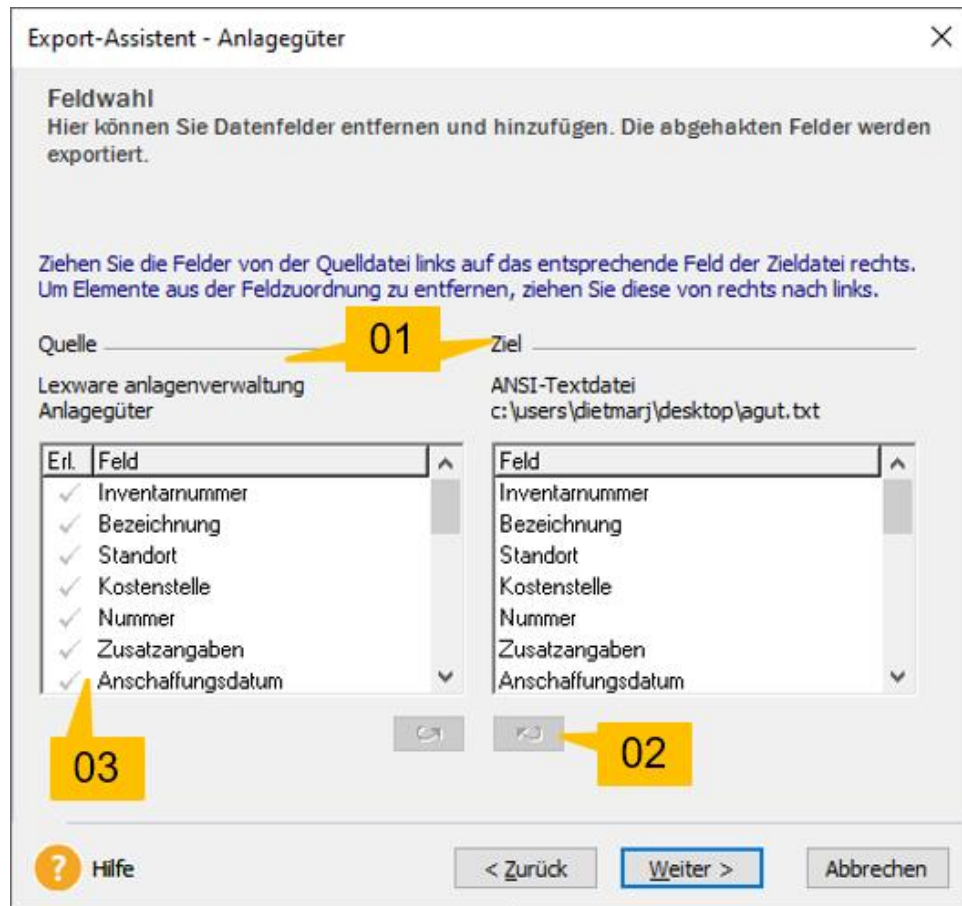 Export-Assistent - Anlagegüter
Feldwahl
Hier können Sie Datenfelder entfernen und hinzufügen. Die abgehakten Felder werden
exportiert.
Ziehen Sie die Felder von der Quelldatei links auf das entsprechende Feld der Zieldatei rechts.
Um Elemente aus der Feldzuordnung zu entfernen, ziehen Sie diese von rechts nach links.
01
Quelle
Lexware anlagenverwaltung
Anlagegüter
Erl. Feld
Inventarnummer
Bezeichnung
Standort
Kostenstelle
Nummer
Zusatzangaben
Anschaffungsdatum
Ziel
ANSI-Textdatei
c:\users\dietmarj\desktop\agut.txt
Feld
Inventarnummer
Bezeichnung
Standort
Kostenstelle
Nummer
Zusatzangaben
Anschaffungsdatum
03
02
? Hilfe
< Zurück
Weiter >
Abbrechen